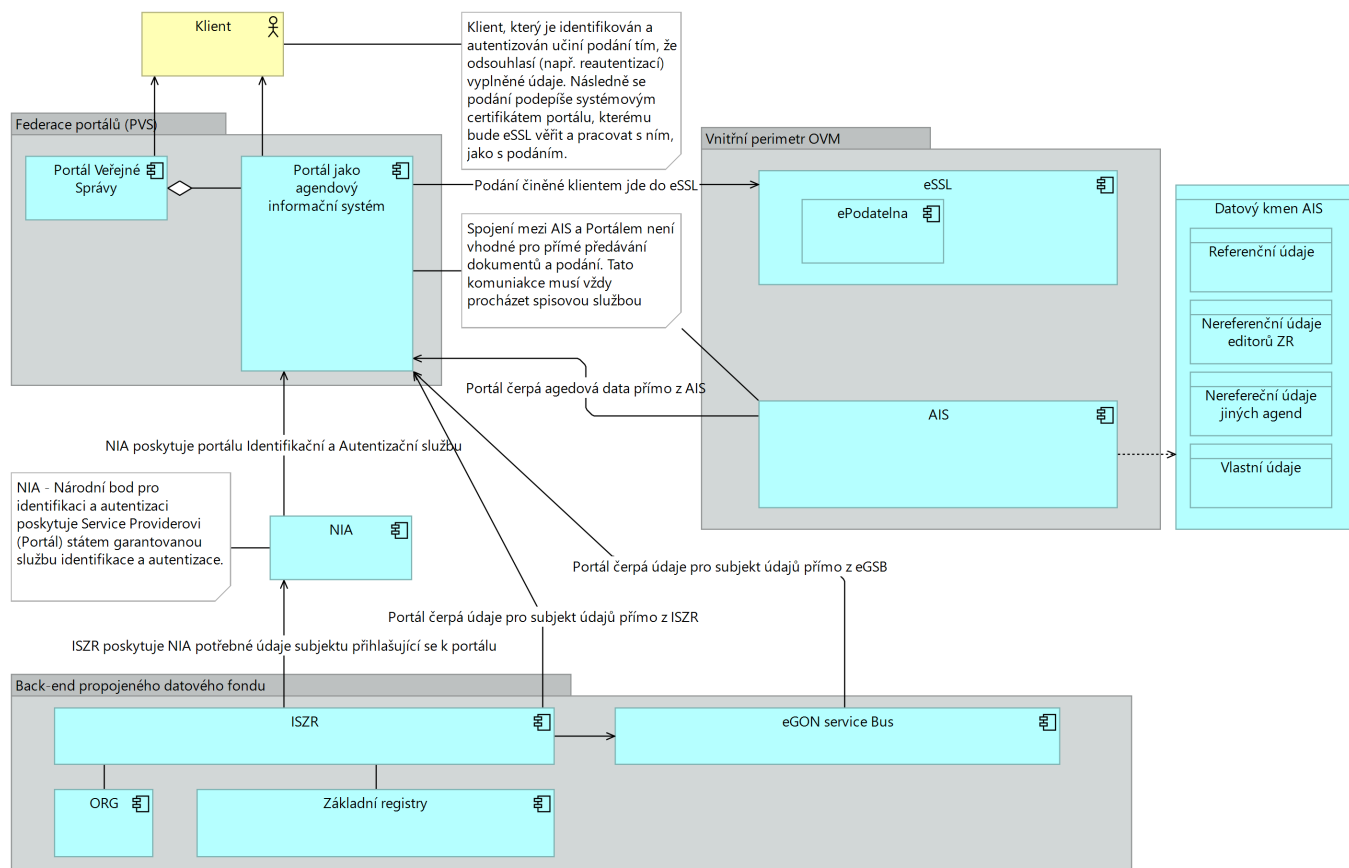 Klient
Klient, který je identifikován a
autentizován učiní podání tím, že
odsouhlasí (např. reautentizací)
vyplněné údaje. Následně se
podání podepíše systémovým
certifikátem portálu, kterému
bude eSSL věřit a pracovat s ním,
jako s podáním.
Federace portálů (PVS)
Portál Veřejné
Správy
Portál jako
agendový
informační systém
Podání činěné klientem jde do eSSL
Vnitřní perimetr OVM
eSSL
ePodatelna
Datový kmen AIS
Referenční údaje
Nereferenční údaje
editorů ZR
Nerefereční údaje
jiných agend
Vlastní údaje
Spojení mezi AIS a Portálem není
vhodné pro přímé předávání
dokumentů a podání. Tato
komuniakce musí vždy
procházet spisovou službou
Portál čerpá agedová data přímo z AIS
AIS
NIA poskytuje portálu Identifikační a Autentizační službu
NIA - Národní bod pro
identifikaci a autentizaci
poskytuje Service Providerovi
(Portál) státem garantovanou
službu identifikace a autentizace.
NIA
Portál čerpá údaje pro subjekt údajů přímo z eGSB
Portál čerpá údaje pro subjekt údajů přímo z ISZR
ISZR poskytuje NIA potřebné údaje subjektu přihlašující se k portálu
Back-end propojeného datového fondu
ISZR
eGON service Bus
ORG
Základní registry